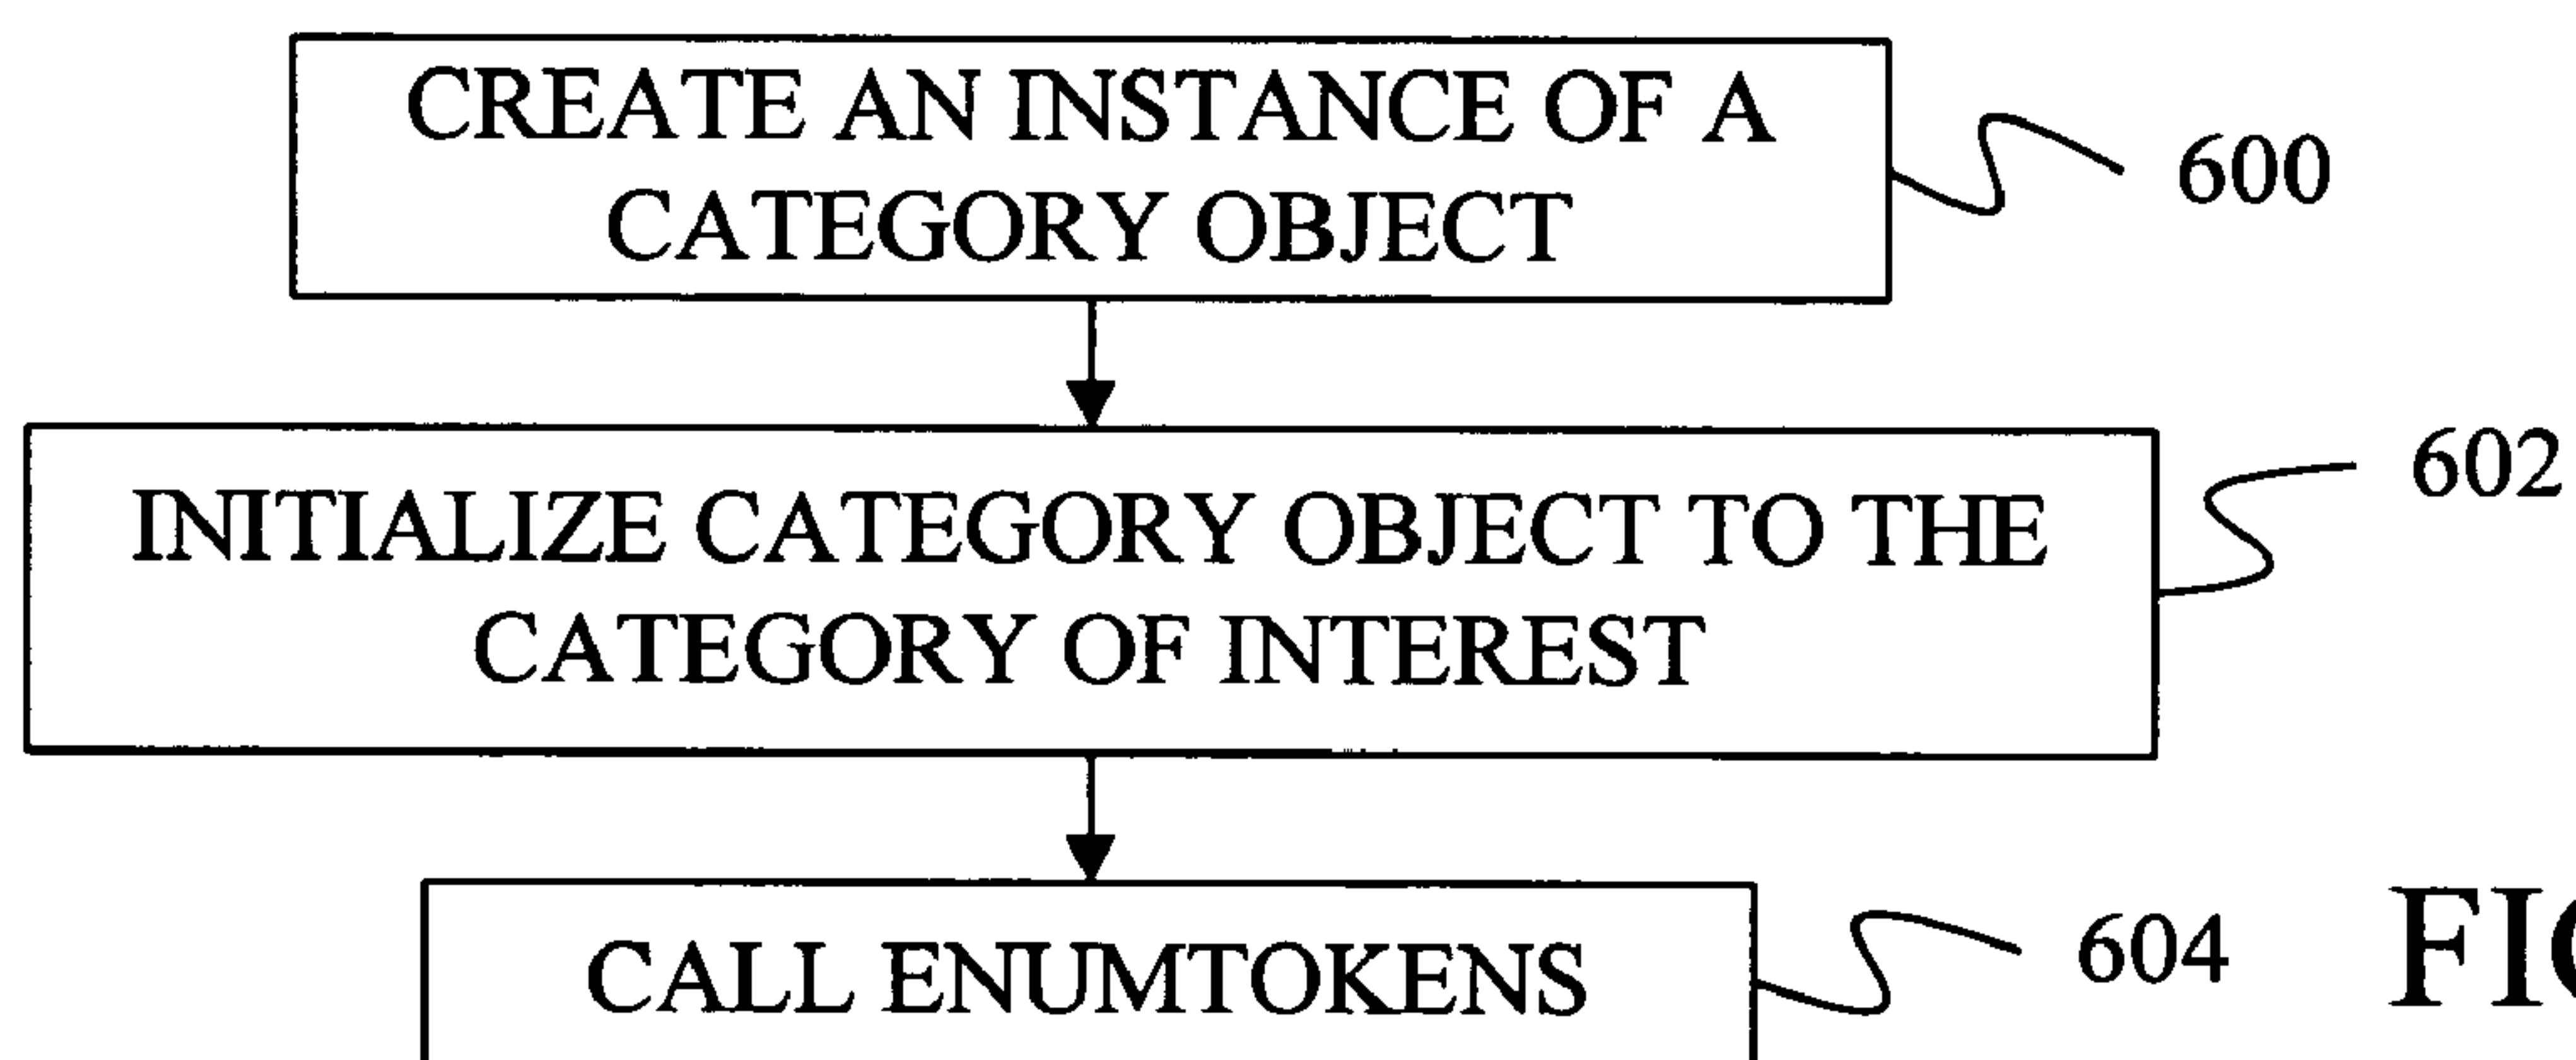 CREATE AN INSTANCE OF A
CATEGORY OBJECT
600
INITIALIZE CATEGORY OBJECT TO THE
CATEGORY OF INTEREST
602
CALL ENUMTOKENS
604